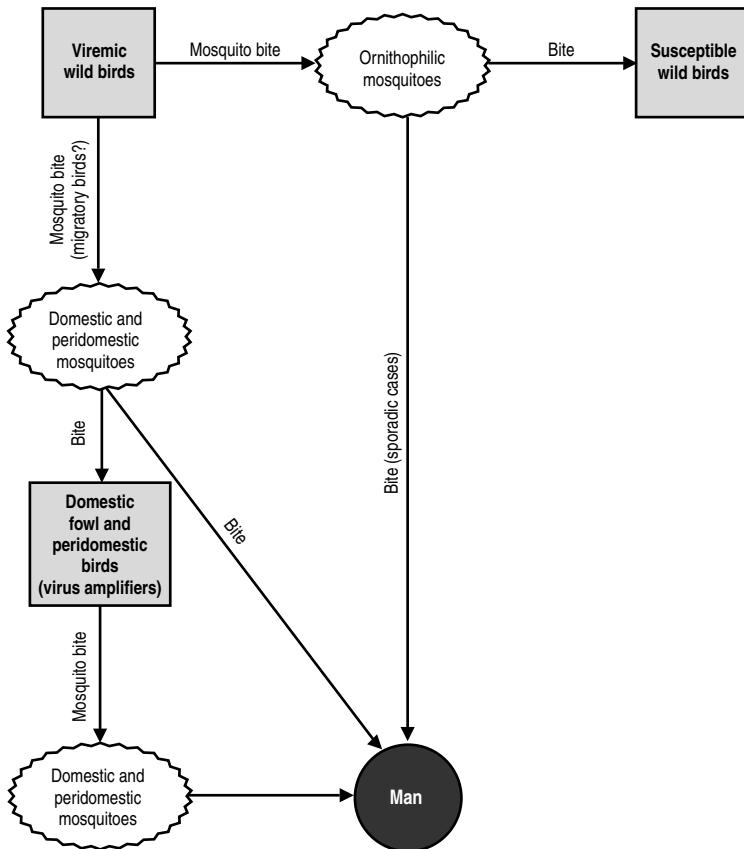 Viremic
wild birds
Mosquito bite
Ornithophilic
mosquitoes
Bite
Susceptible
wild birds
Mosquito bite
(migratory birds?)
Domestic and
peridomestic
mosquitoes
Bite
Bite
Bite (sporadic cases)
Domestic
fowl and
peridomestic
birds
(virus amplifiers)
Mosquito bite
Domestic and
peridomestic
mosquitoes
Man